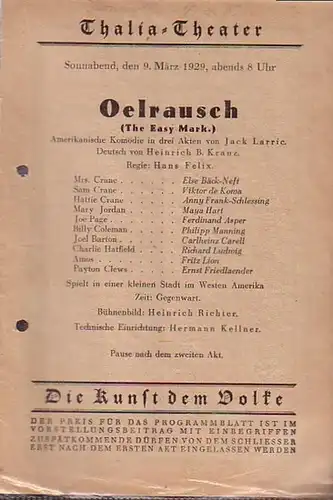 Thalia-Theater
Sonnabend, den 9. März 1929, abends 8 Uhr
Oelrausch
(The Easy Mark.)
Amerikanische Komödie in drei Akten von Jack Larric.
Deutsch von Heinrich B. Kranz.
Regie: Hans Felix.
Mrs. Crane . . . . . . Else Bäck-Neft
Sam Crane . . . . . . Viktor de Kowa
Hattie Crane . . . . . Anny Frank-Schlessing
Mary Jordan . . . . . Maya Hart
Joe Page . . . . . . Ferdinand Asper
Billy Coleman . . . . . Philipp Manning
Joel Barton . . . . . . Carlheinz Carell
Charlie Hatfield . . . . Richard Ludwig
Amos . . . . . . . Fritz Lion
Payton Clews . . . . . Ernst Friedlaender
Spielt in einer kleinen Stadt im Westen Amerika
Zeit: Gegenwart.
Bühnenbild: Heinrich Richter.
Technische Einrichtung: Hermann Kellner.
Pause nach dem zweiten Akt.
Die Kunst dem Volke
DER PREIS FÜR DAS PROGRAMMBLATT IST IM
VORSTELLUNGSBEITRAG MIT EINBEGRIFFEN
ZUSPÄTKOMMENDE DÜRFEN VON DEM SCHLIESSER
ERST NACH DEM ERSTEN AKT EINGELASSEN WERDEN